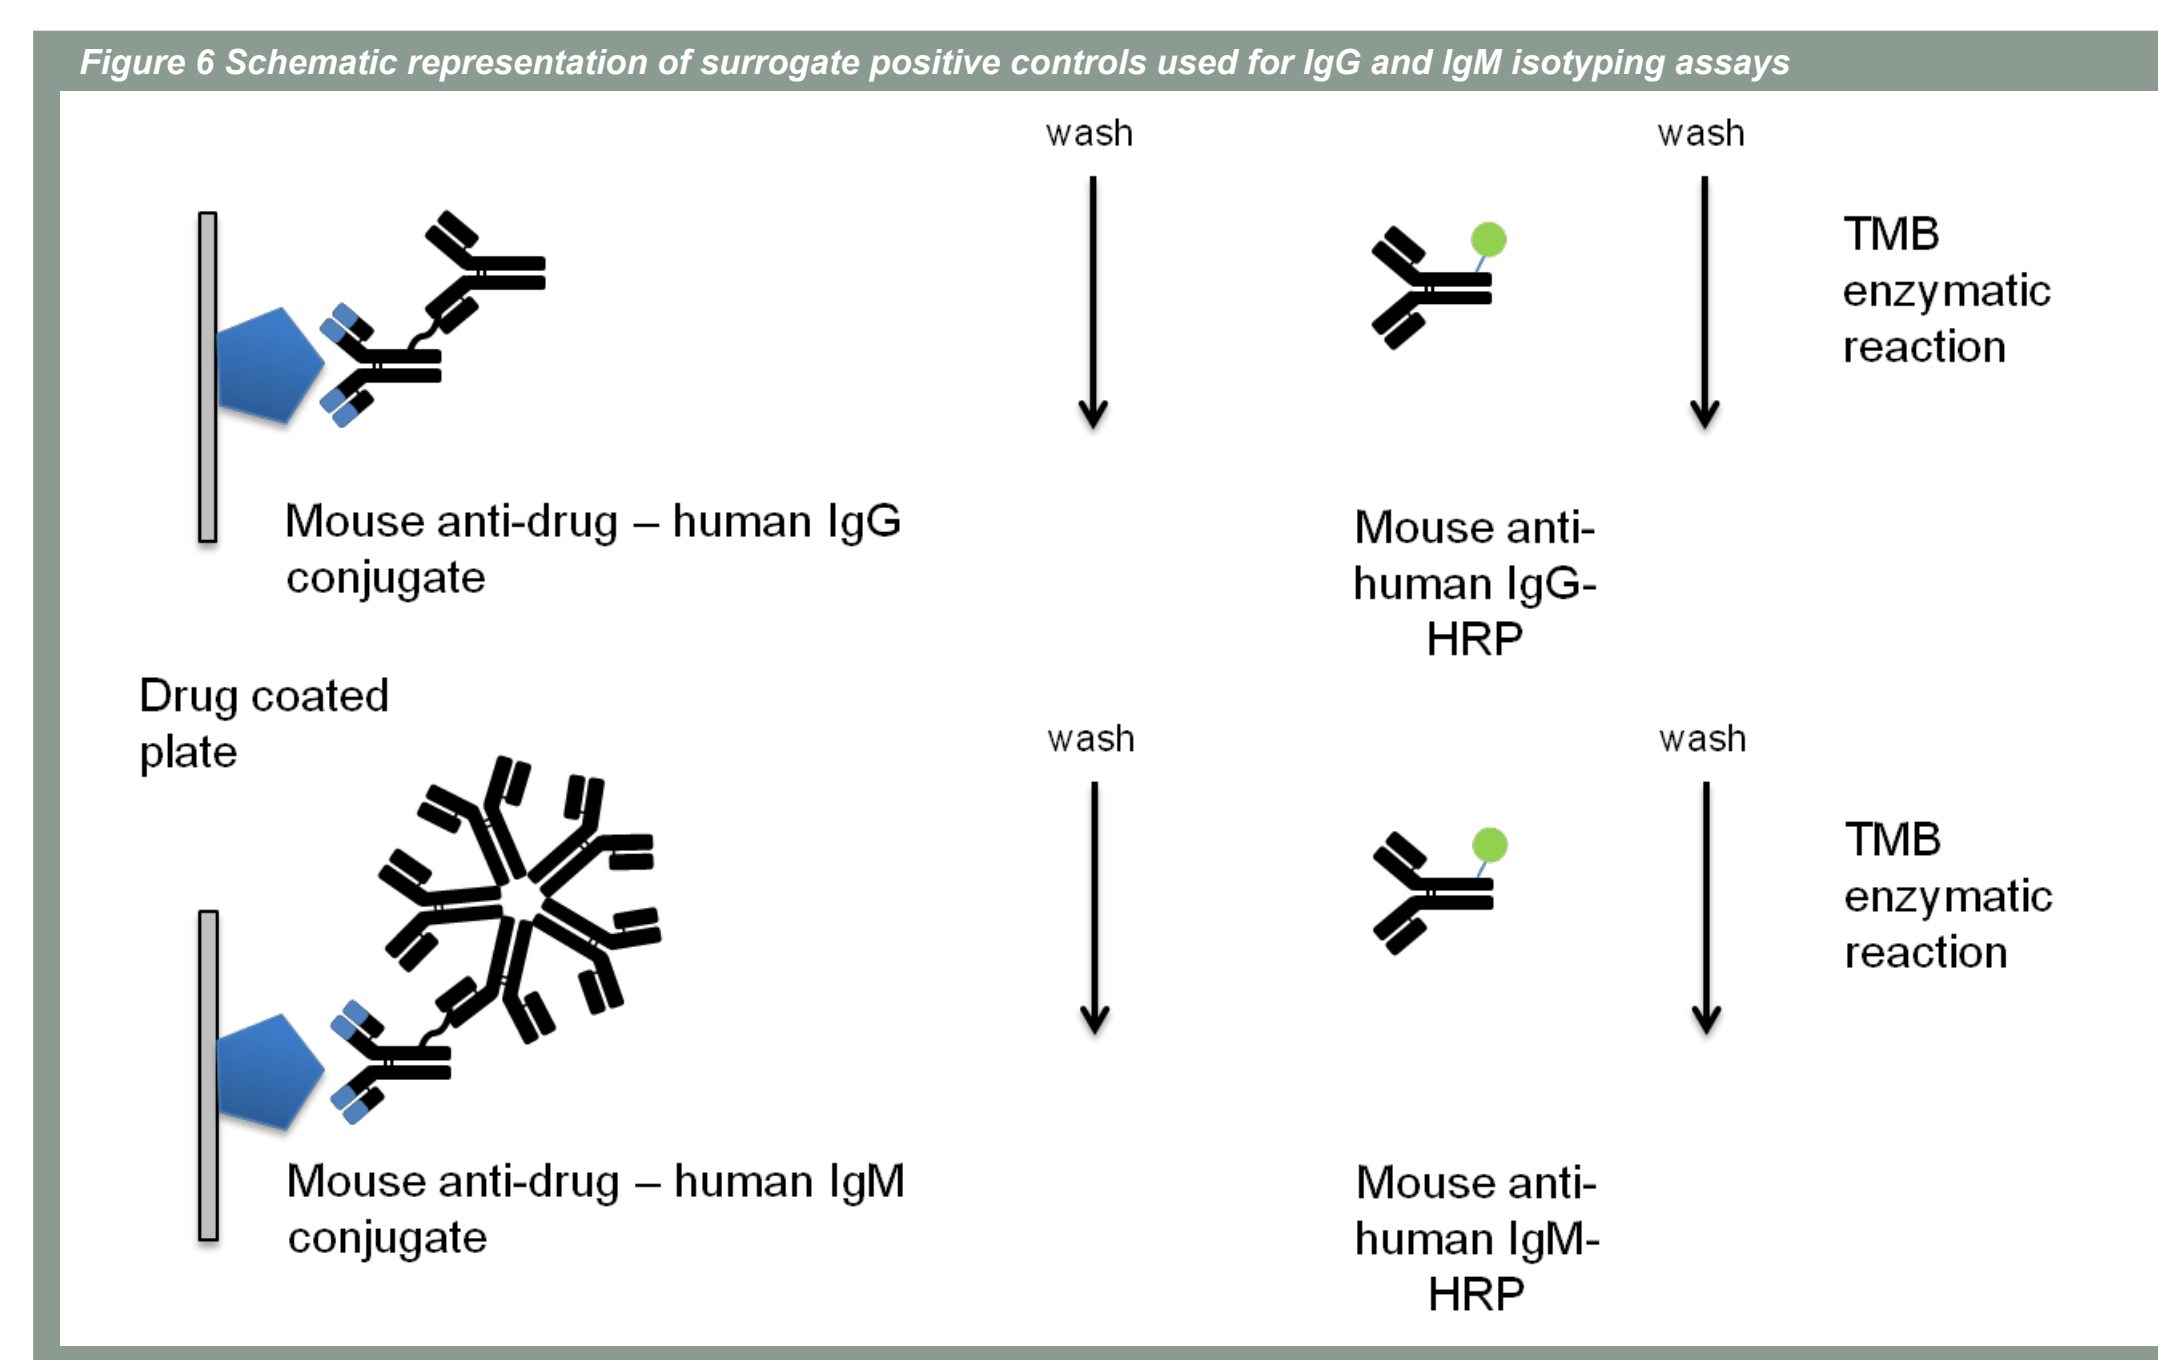 Figure 6 Schematic representation of surrogate positive controls used for IgG and IgM isotyping assays
wash
wash
TMB
enzymatic
reaction
Mouse anti-drug – human IgG
conjugate
Mouse anti-
human IgG-
HRP
Drug coated
plate
wash
wash
TMB
enzymatic
reaction
Mouse anti-drug – human IgM
conjugate
Mouse anti-
human IgM-
HRP